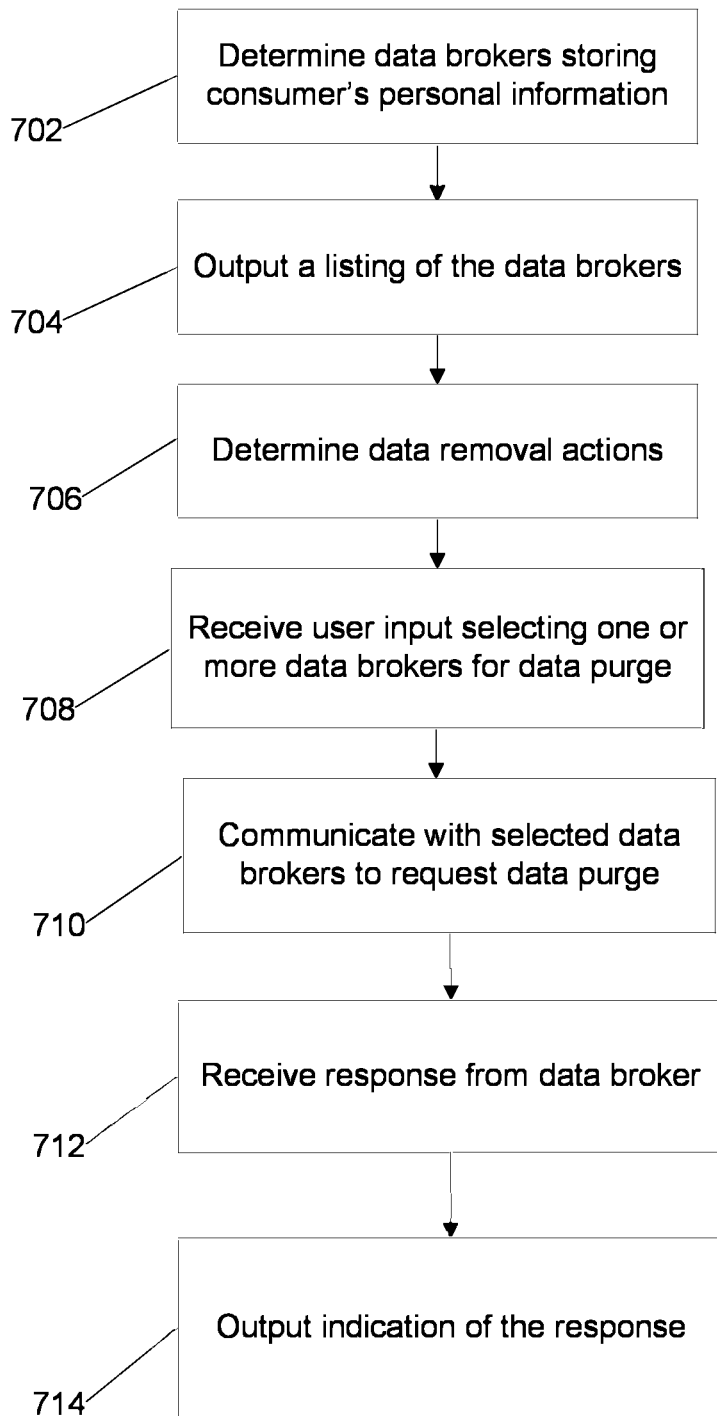 Determine data brokers storing
consumer's personal information
702
Output a listing of the data brokers
704
Determine data removal actions
706
Receive user input selecting one or
more data brokers for data purge
708
Communicate with selected data
brokers to request data purge
710
Receive response from data broker
712
Output indication of the response
714